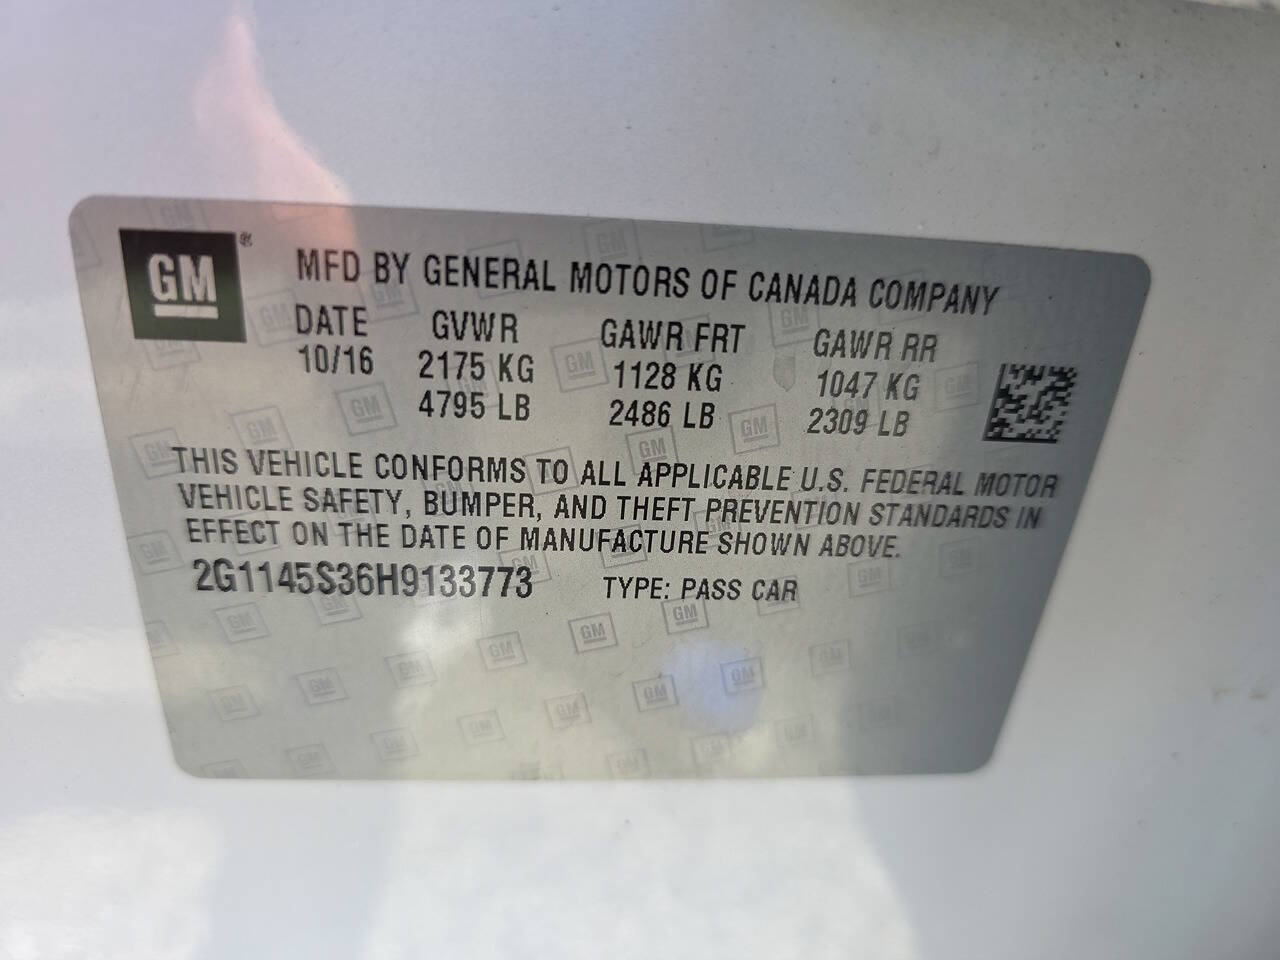 GM ®
MFD BY GENERAL MOTORS OF CANADA COMPANY
DATE GVWR GAWR FRT GAWR RR
10/16 2175 KG 1128 KG 1047 KG
4795 LB 2486 LB 2309 LB
THIS VEHICLE CONFORMS TO ALL APPLICABLE U.S. FEDERAL MOTOR
VEHICLE SAFETY, BUMPER, AND THEFT PREVENTION STANDARDS IN
EFFECT ON THE DATE OF MANUFACTURE SHOWN ABOVE.
2G1145S36H9133773 TYPE: PASS CAR